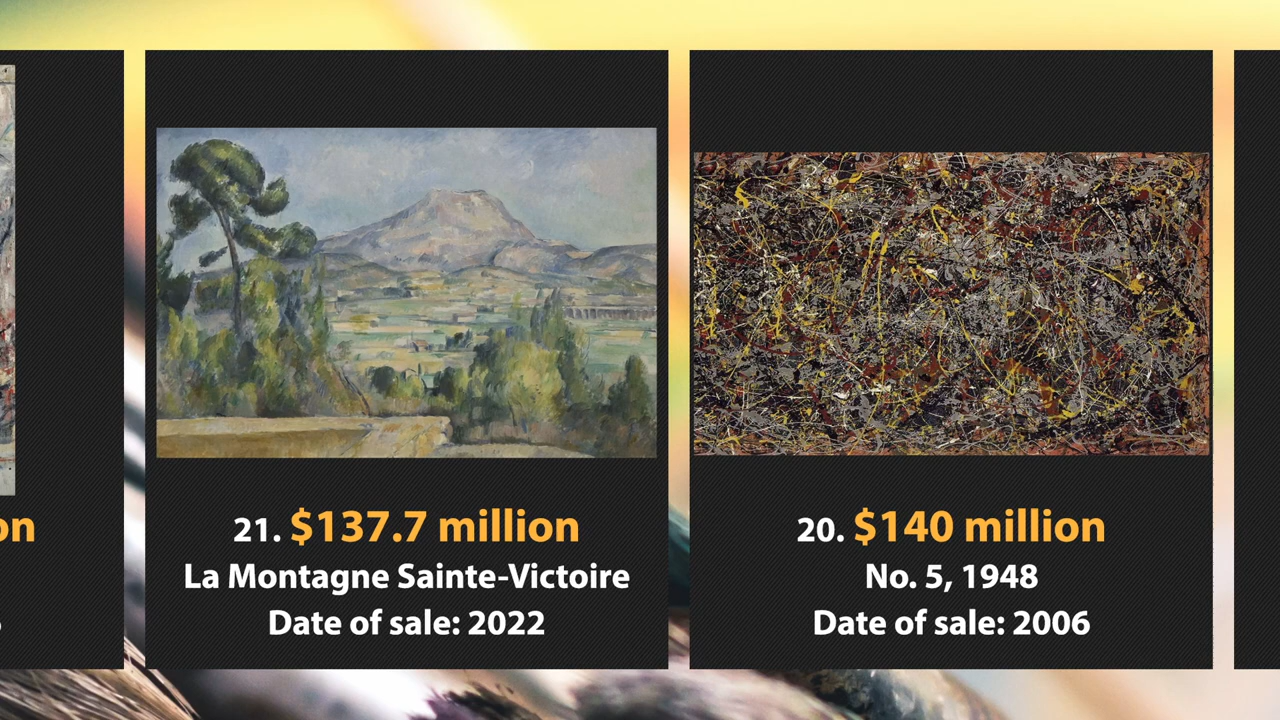 21. $137.7 million
La Montagne Sainte-Victoire
Date of sale: 2022
20. $140 million
No. 5, 1948
Date of sale: 2006